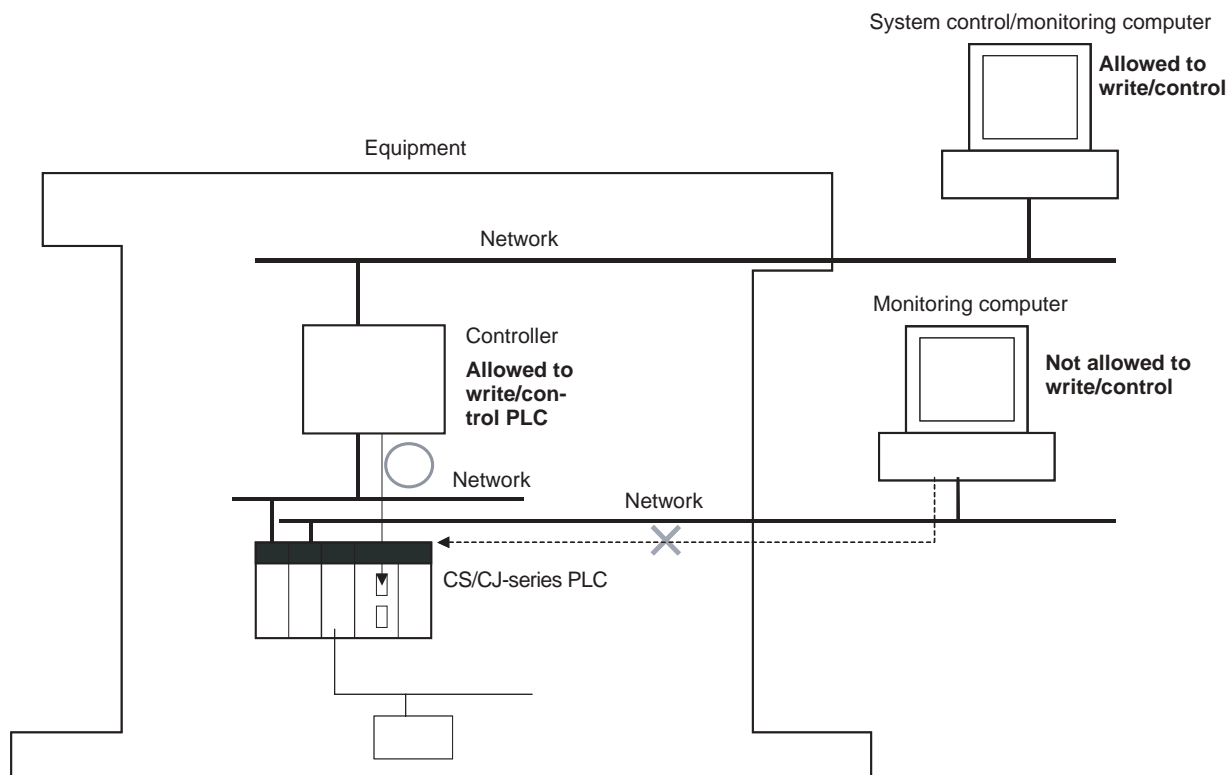 System control/monitoring computer
Allowed to
write/control
Equipment
Network
Monitoring computer
Controller
Allowed to
write/con-
trol PLC
Not allowed to
write/control
Network
Network
CS/CJ-series PLC